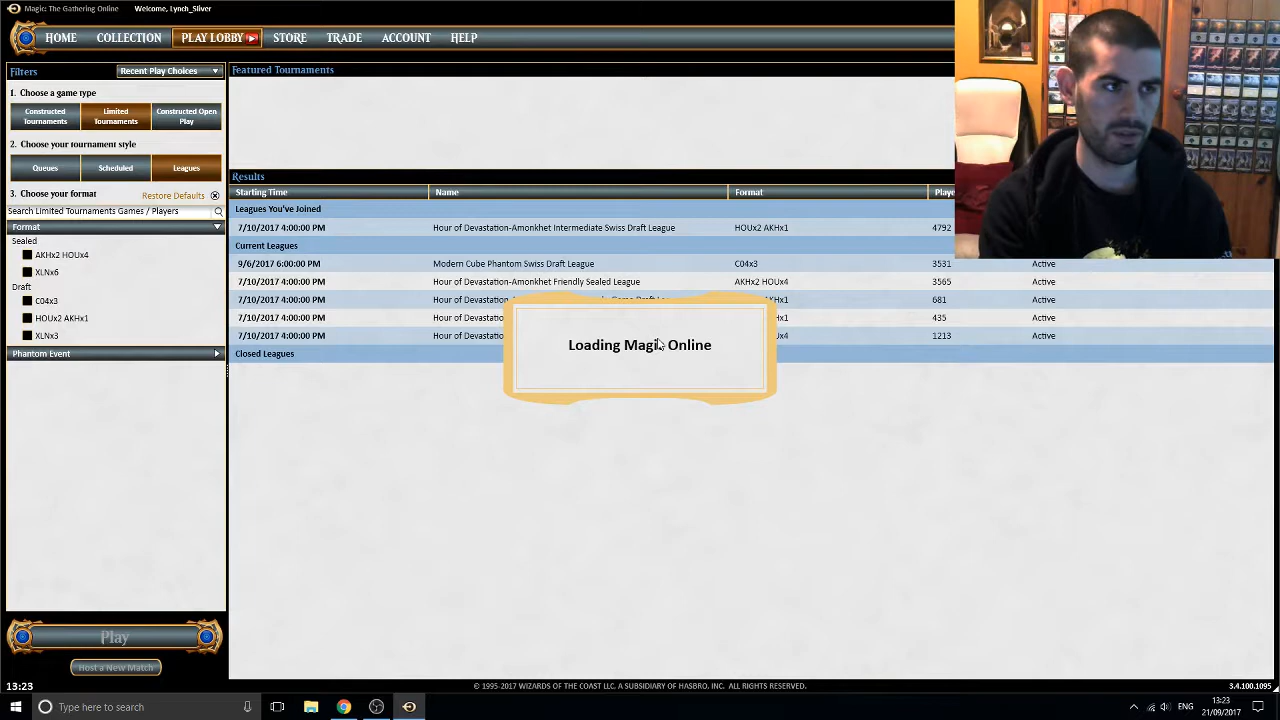 Magic: The Gathering Online Welcome, Lynch_Sliver
HOME COLLECTION PLAY LOBBY STORE TRADE ACCOUNT HELP
Filters Recent Play Choices
1. Choose a game type
Constructed Tournaments Limited Tournaments Constructed Open Play
2. Choose your tournament style
Queues Scheduled Leagues
3. Choose your format Restore Defaults
Search Limited Tournaments Games / Players
Format
Sealed
AKHx2 HOUx4
XLNx6
Draft
C04x3
HOUx2 AKHx1
XLNx3
Phantom Event
Play
Host a New Match
13:23
Featured Tournaments
Results
Starting Time Name Format
Leagues You've Joined
7/10/2017 4:00:00 PM Hour of Devastation-Amonkhet Intermediate Swiss Draft League HOUx2 AKHx1 4792
Current Leagues
9/6/2017 6:00:00 PM Modern Cube Phantom Swiss Draft League C04x3 3531 Active
7/10/2017 4:00:00 PM Hour of Devastation-Amonkhet Friendly Sealed League AKHx2 HOUx4 3565 Active
7/10/2017 4:00:00 PM Hour of Devastation 681 Active
7/10/2017 4:00:00 PM Hour of Devasta 435 Active
7/10/2017 4:00:00 PM Hour of Devasta 1213 Active
Closed Leagues
Loading Magic Online
© 1995-2017 WIZARDS OF THE COAST LLC, A SUBSIDIARY OF HASBRO, INC. ALL RIGHTS RESERVED.
3.4.100.1095
Type here to search
ENG
13:23
21/09/2017